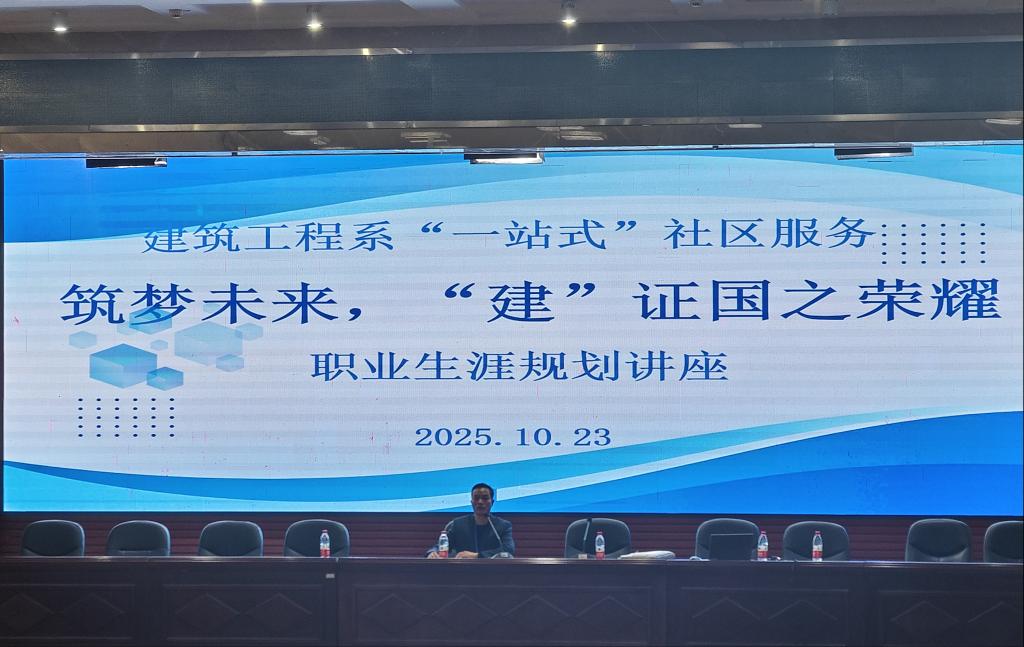 建筑工程系“一站式”社区服务
筑梦未来，“建”证国之荣耀
职业生涯规划讲座
2025.10.23